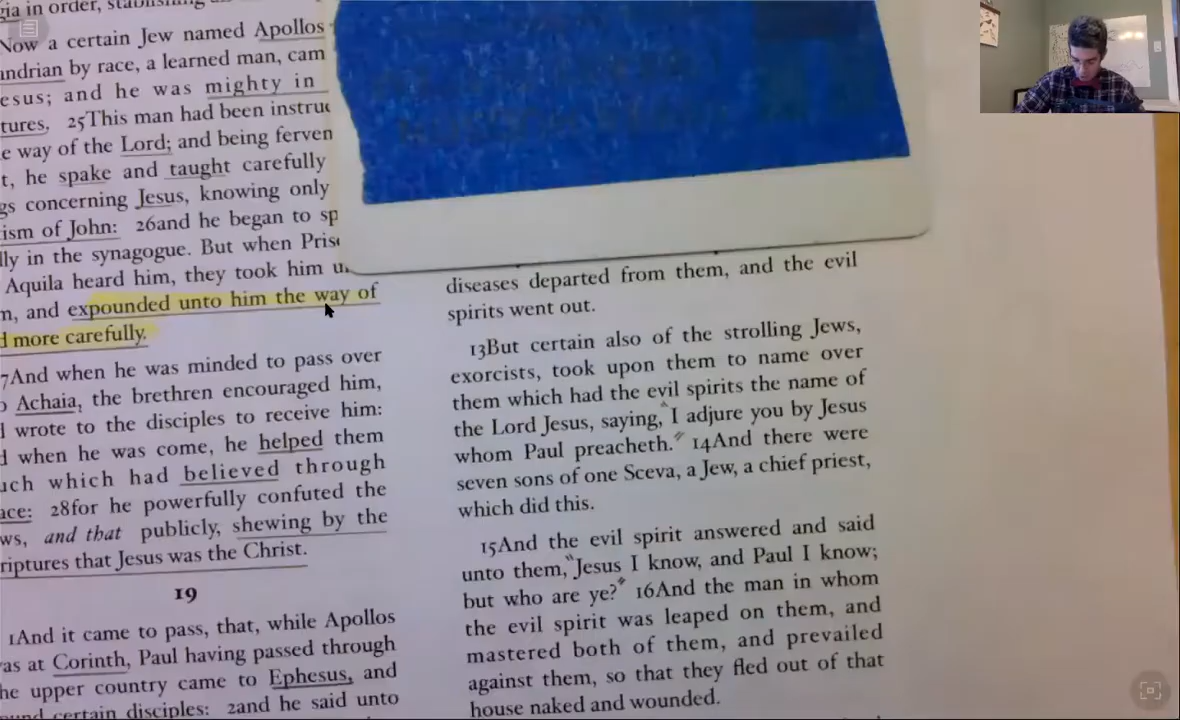 gia in order,
Now a certain Jew named Apollos
andrian by race, a learned man, cam
esus; and he was mighty in
tures. 25This man had been instruc
e way of the Lord; and being ferven
t, he spake and taught carefully
gs concerning Jesus, knowing only
ism of John: 26and he began to sp
lly in the synagogue. But when Prisc
Aquila heard him, they took him u
m, and expounded unto him the way of
d more carefully.
7And when he was minded to pass over
o Achaia, the brethren encouraged him,
d wrote to the disciples to receive him:
d when he was come, he helped them
uch which had believed through
ace: 28for he powerfully confuted the
ws, and that publicly, shewing by the
riptures that Jesus was the Christ.
19
1And it came to pass, that, while Apollos
as at Corinth, Paul having passed through
he upper country came to Ephesus, and
ound certain disciples: 2and he said unto
diseases departed from them, and the evil
spirits went out.
13But certain also of the strolling Jews,
exorcists, took upon them to name over
them which had the evil spirits the name of
the Lord Jesus, saying, "I adjure you by Jesus
whom Paul preacheth." 14And there were
seven sons of one Sceva, a Jew, a chief priest,
which did this.
15And the evil spirit answered and said
unto them, "Jesus I know, and Paul I know;
but who are ye?" 16And the man in whom
the evil spirit was leaped on them, and
mastered both of them, and prevailed
against them, so that they fled out of that
house naked and wounded.